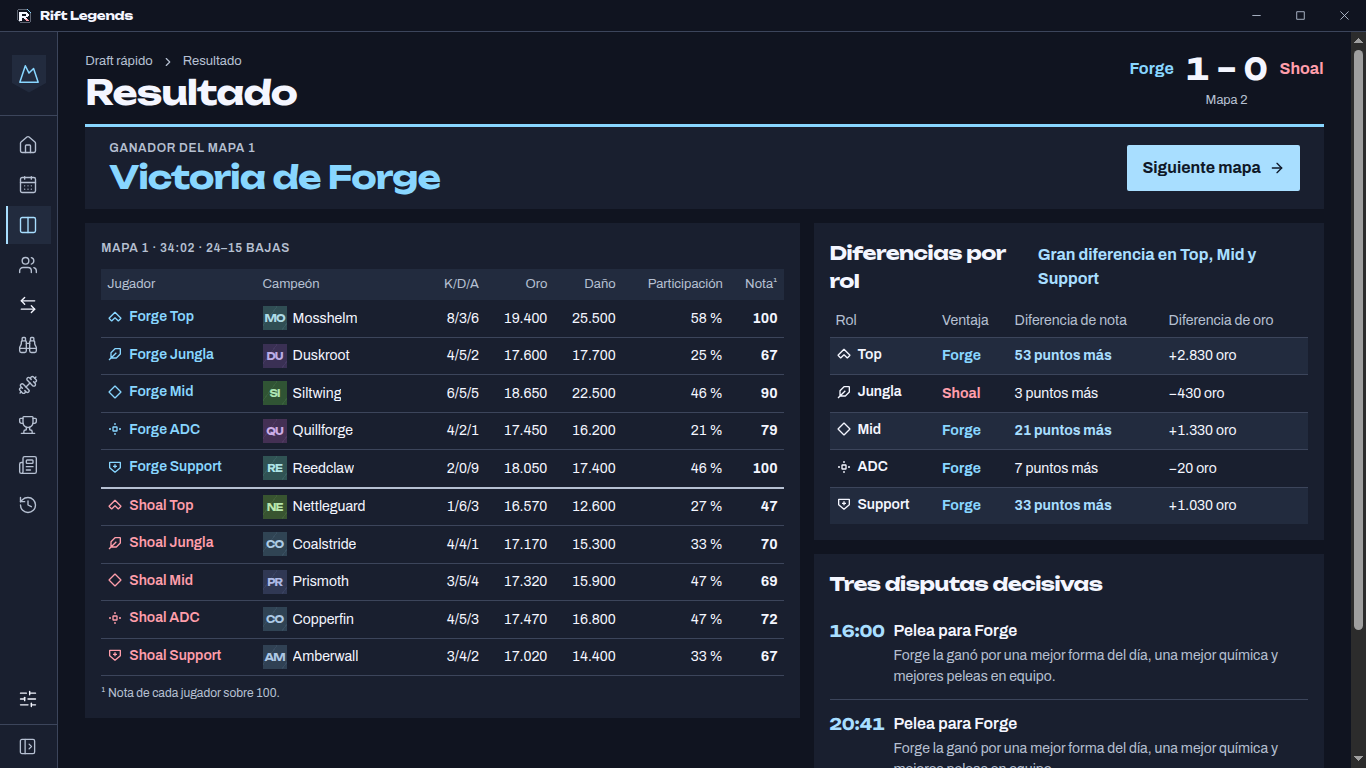 Rift Legends
Draft rápido > Resultado
Resultado
Forge 1 – 0 Shoal
Mapa 2
GANADOR DEL MAPA 1
Victoria de Forge
Siguiente mapa →
MAPA 1 · 34:02 · 24–15 BAJAS
Jugador Campeón K/D/A Oro Daño Participación Nota¹
Forge Top MO Mosshelm 8/3/6 19.400 25.500 58 % 100
Forge Jungla DU Duskroot 4/5/2 17.600 17.700 25 % 67
Forge Mid SI Siltwing 6/5/5 18.650 22.500 46 % 90
Forge ADC QU Quillforge 4/2/1 17.450 16.200 21 % 79
Forge Support RE Reedclaw 2/0/9 18.050 17.400 46 % 100
Shoal Top NE Nettleguard 1/6/3 16.570 12.600 27 % 47
Shoal Jungla CO Coalstride 4/4/1 17.170 15.300 33 % 70
Shoal Mid PR Prismoth 3/5/4 17.320 15.900 47 % 69
Shoal ADC CO Copperfin 4/5/3 17.470 16.800 47 % 72
Shoal Support AM Amberwall 3/4/2 17.020 14.400 33 % 67
¹ Nota de cada jugador sobre 100.
Diferencias por
rol
Gran diferencia en Top, Mid y
Support
Rol Ventaja Diferencia de nota Diferencia de oro
Top Forge 53 puntos más +2.830 oro
Jungla Shoal 3 puntos más −430 oro
Mid Forge 21 puntos más +1.330 oro
ADC Forge 7 puntos más −20 oro
Support Forge 33 puntos más +1.030 oro
Tres disputas decisivas
16:00 Pelea para Forge
Forge la ganó por una mejor forma del día, una mejor química y
mejores peleas en equipo.
20:41 Pelea para Forge
Forge la ganó por una mejor forma del día, una mejor química y
mejores peleas en equipo.